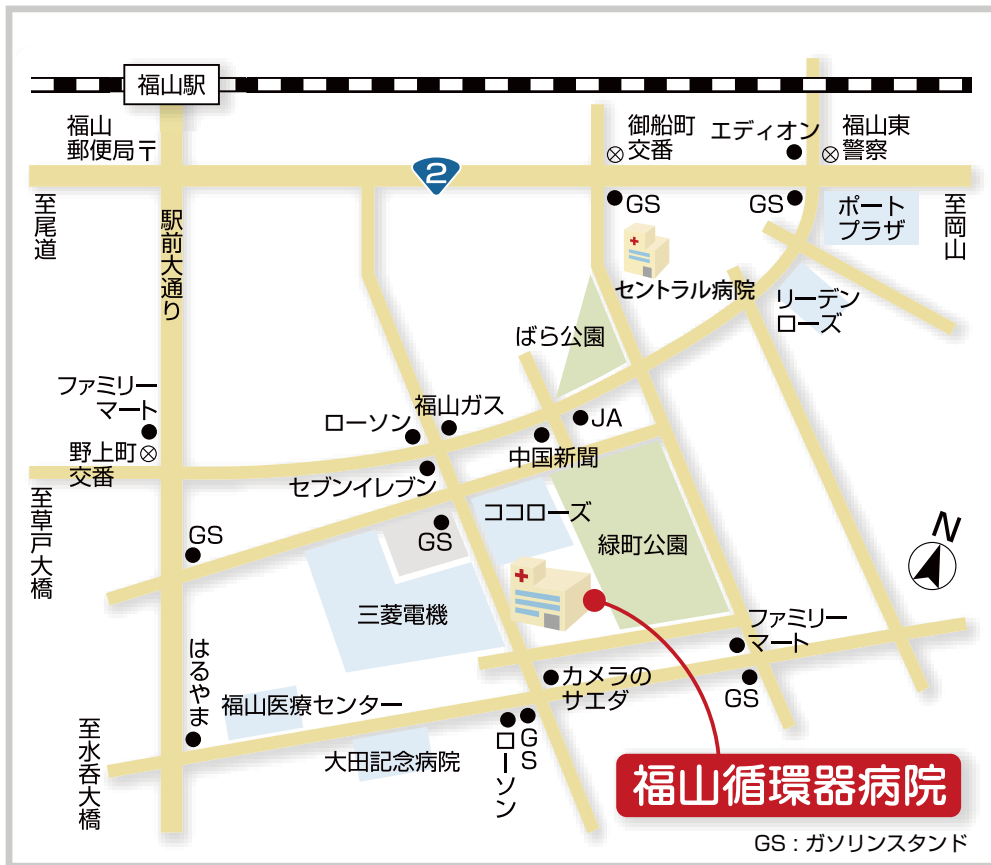 福山駅
福山
郵便局〒
2
御船町
交番
エディオン
福山東
警察
至尾道
駅前大通り
GS
GS
ポート
プラザ
至岡山
セントラル病院
リーデン
ローズ
ばら公園
ファミリー
マート
ローソン
福山ガス
JA
野上町
交番
中国新聞
セブンイレブン
至草戸大橋
GS
GS
ココローズ
緑町公園
N
三菱電機
ファミリー
マート
はるやま
カメラの
サエダ
GS
福山医療センター
至水呑大橋
大田記念病院
ローソン
GS
福山循環器病院
GS : ガソリンスタンド